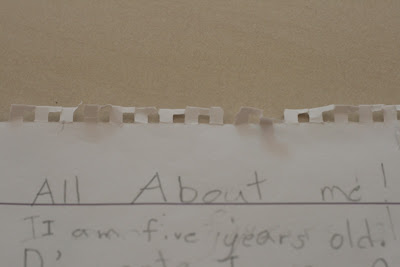 All About me!
I am five years old.!